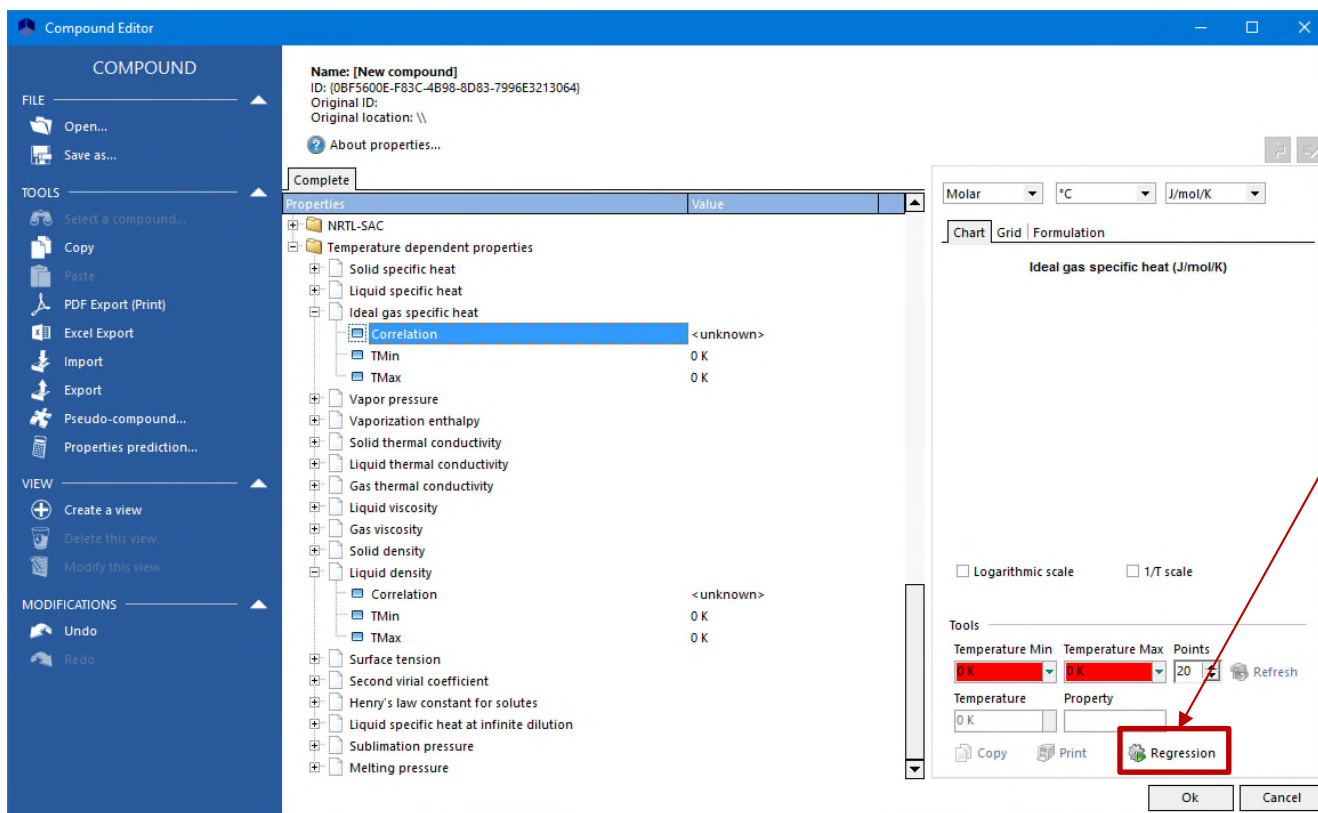 Compound Editor
COMPOUND
FILE
Open...
Save as...
TOOLS
Select a compound...
Copy
Paste
PDF Export (Print)
Excel Export
Import
Export
Pseudo-compound...
Properties prediction...
VIEW
Create a view
Delete this view
Modify this view
MODIFICATIONS
Undo
Redo
Name: [New compound]
ID: {0BF5600E-F83C-4B98-8D83-7996E3213064}
Original ID:
Original location: \\
About properties...
Complete
Properties Value
NRTL-SAC
Temperature dependent properties
Solid specific heat
Liquid specific heat
Ideal gas specific heat
Correlation <unknown>
TMin 0 K
TMax 0 K
Vapor pressure
Vaporization enthalpy
Solid thermal conductivity
Liquid thermal conductivity
Gas thermal conductivity
Liquid viscosity
Gas viscosity
Solid density
Liquid density
Correlation <unknown>
TMin 0 K
TMax 0 K
Surface tension
Second virial coefficient
Henry's law constant for solutes
Liquid specific heat at infinite dilution
Sublimation pressure
Melting pressure
Molar °C J/mol/K
Chart Grid Formulation
Ideal gas specific heat (J/mol/K)
Logarithmic scale 1/T scale
Tools
Temperature Min Temperature Max Points
0 K 0 K 20 Refresh
Temperature Property
0 K
Copy Print Regression
Ok Cancel